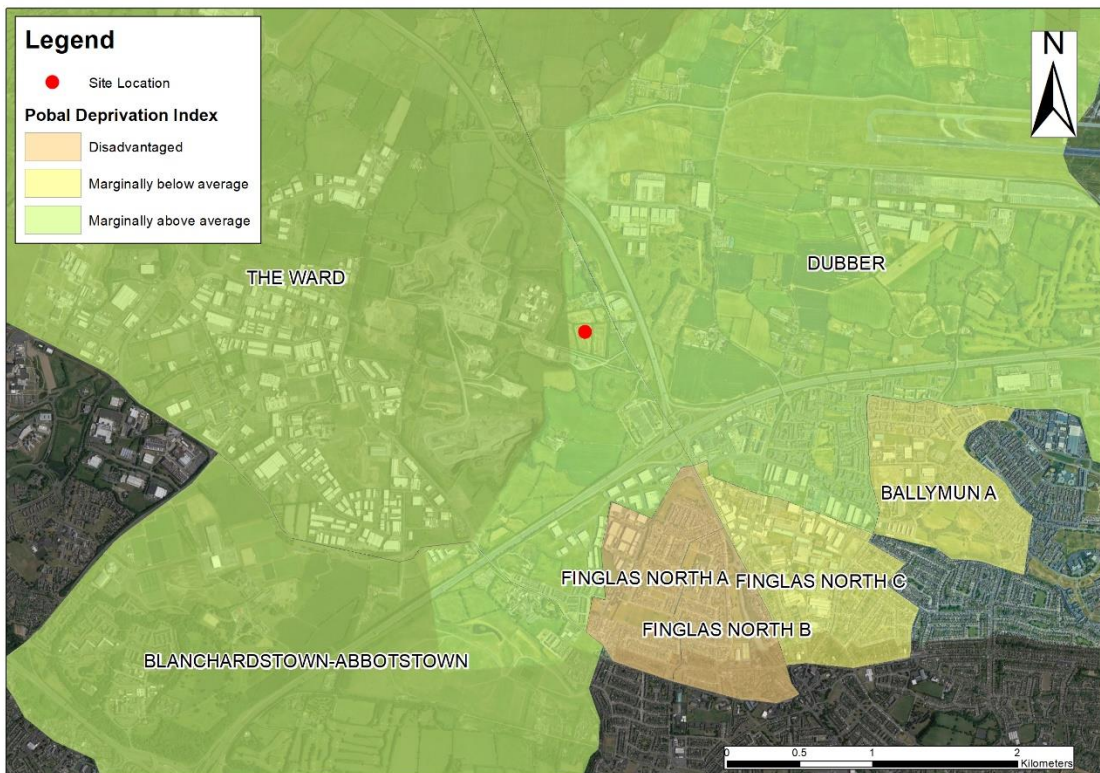 Legend
Site Location
Pobal Deprivation Index
Disadvantaged
Marginally below average
Marginally above average
N
THE WARD
DUBBER
BALLYMUN A
FINGLAS NORTH A
FINGLAS NORTH C
FINGLAS NORTH B
BLANCHARDSTOWN-ABBOTSTOWN
0 0.5 1 2
Kilometers